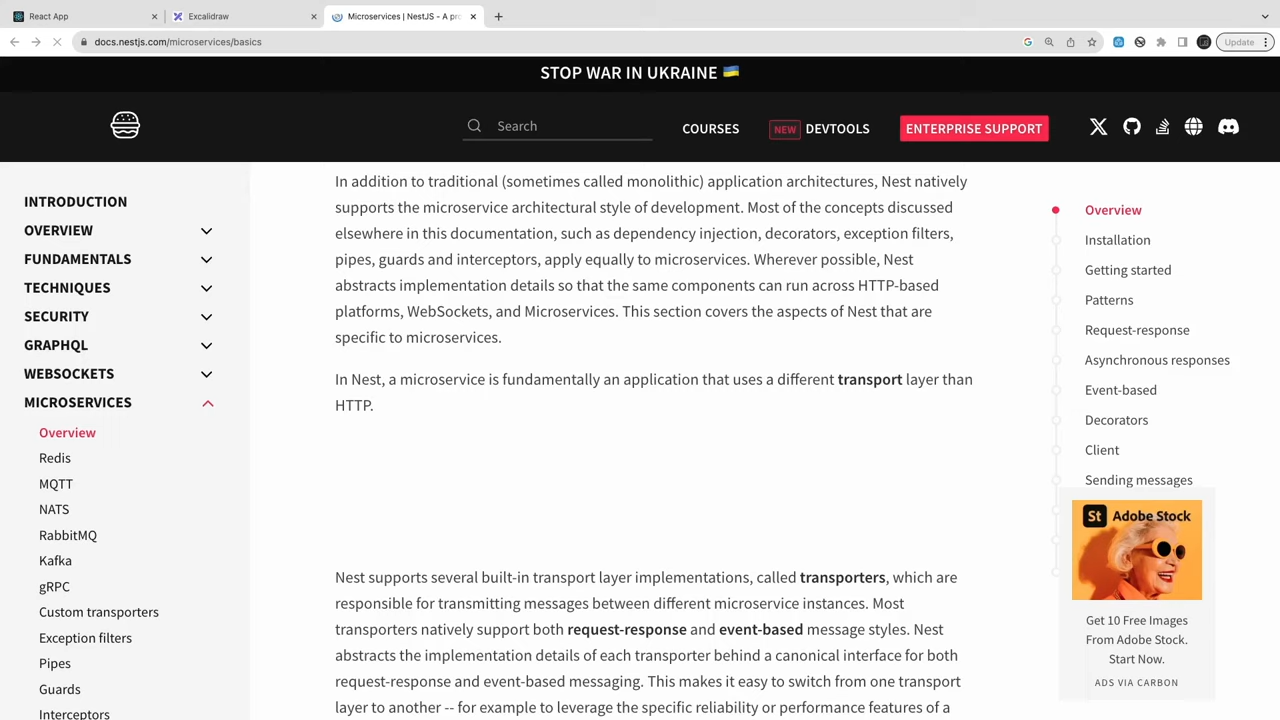 React App
Excalidraw
Microservices | NestJS - A pro
docs.nestjs.com/microservices/basics
Update
STOP WAR IN UKRAINE 🇺🇦
Search
COURSES
NEW DEVTOOLS
ENTERPRISE SUPPORT
INTRODUCTION
OVERVIEW
FUNDAMENTALS
TECHNIQUES
SECURITY
GRAPHQL
WEBSOCKETS
MICROSERVICES
Overview
Redis
MQTT
NATS
RabbitMQ
Kafka
gRPC
Custom transporters
Exception filters
Pipes
Guards
Interceptors
In addition to traditional (sometimes called monolithic) application architectures, Nest natively
supports the microservice architectural style of development. Most of the concepts discussed
elsewhere in this documentation, such as dependency injection, decorators, exception filters,
pipes, guards and interceptors, apply equally to microservices. Wherever possible, Nest
abstracts implementation details so that the same components can run across HTTP-based
platforms, WebSockets, and Microservices. This section covers the aspects of Nest that are
specific to microservices.
In Nest, a microservice is fundamentally an application that uses a different transport layer than
HTTP.
Nest supports several built-in transport layer implementations, called transporters, which are
responsible for transmitting messages between different microservice instances. Most
transporters natively support both request-response and event-based message styles. Nest
abstracts the implementation details of each transporter behind a canonical interface for both
request-response and event-based messaging. This makes it easy to switch from one transport
layer to another -- for example to leverage the specific reliability or performance features of a
Overview
Installation
Getting started
Patterns
Request-response
Asynchronous responses
Event-based
Decorators
Client
Sending messages
St Adobe Stock
Get 10 Free Images
From Adobe Stock.
Start Now.
ADS VIA CARBON